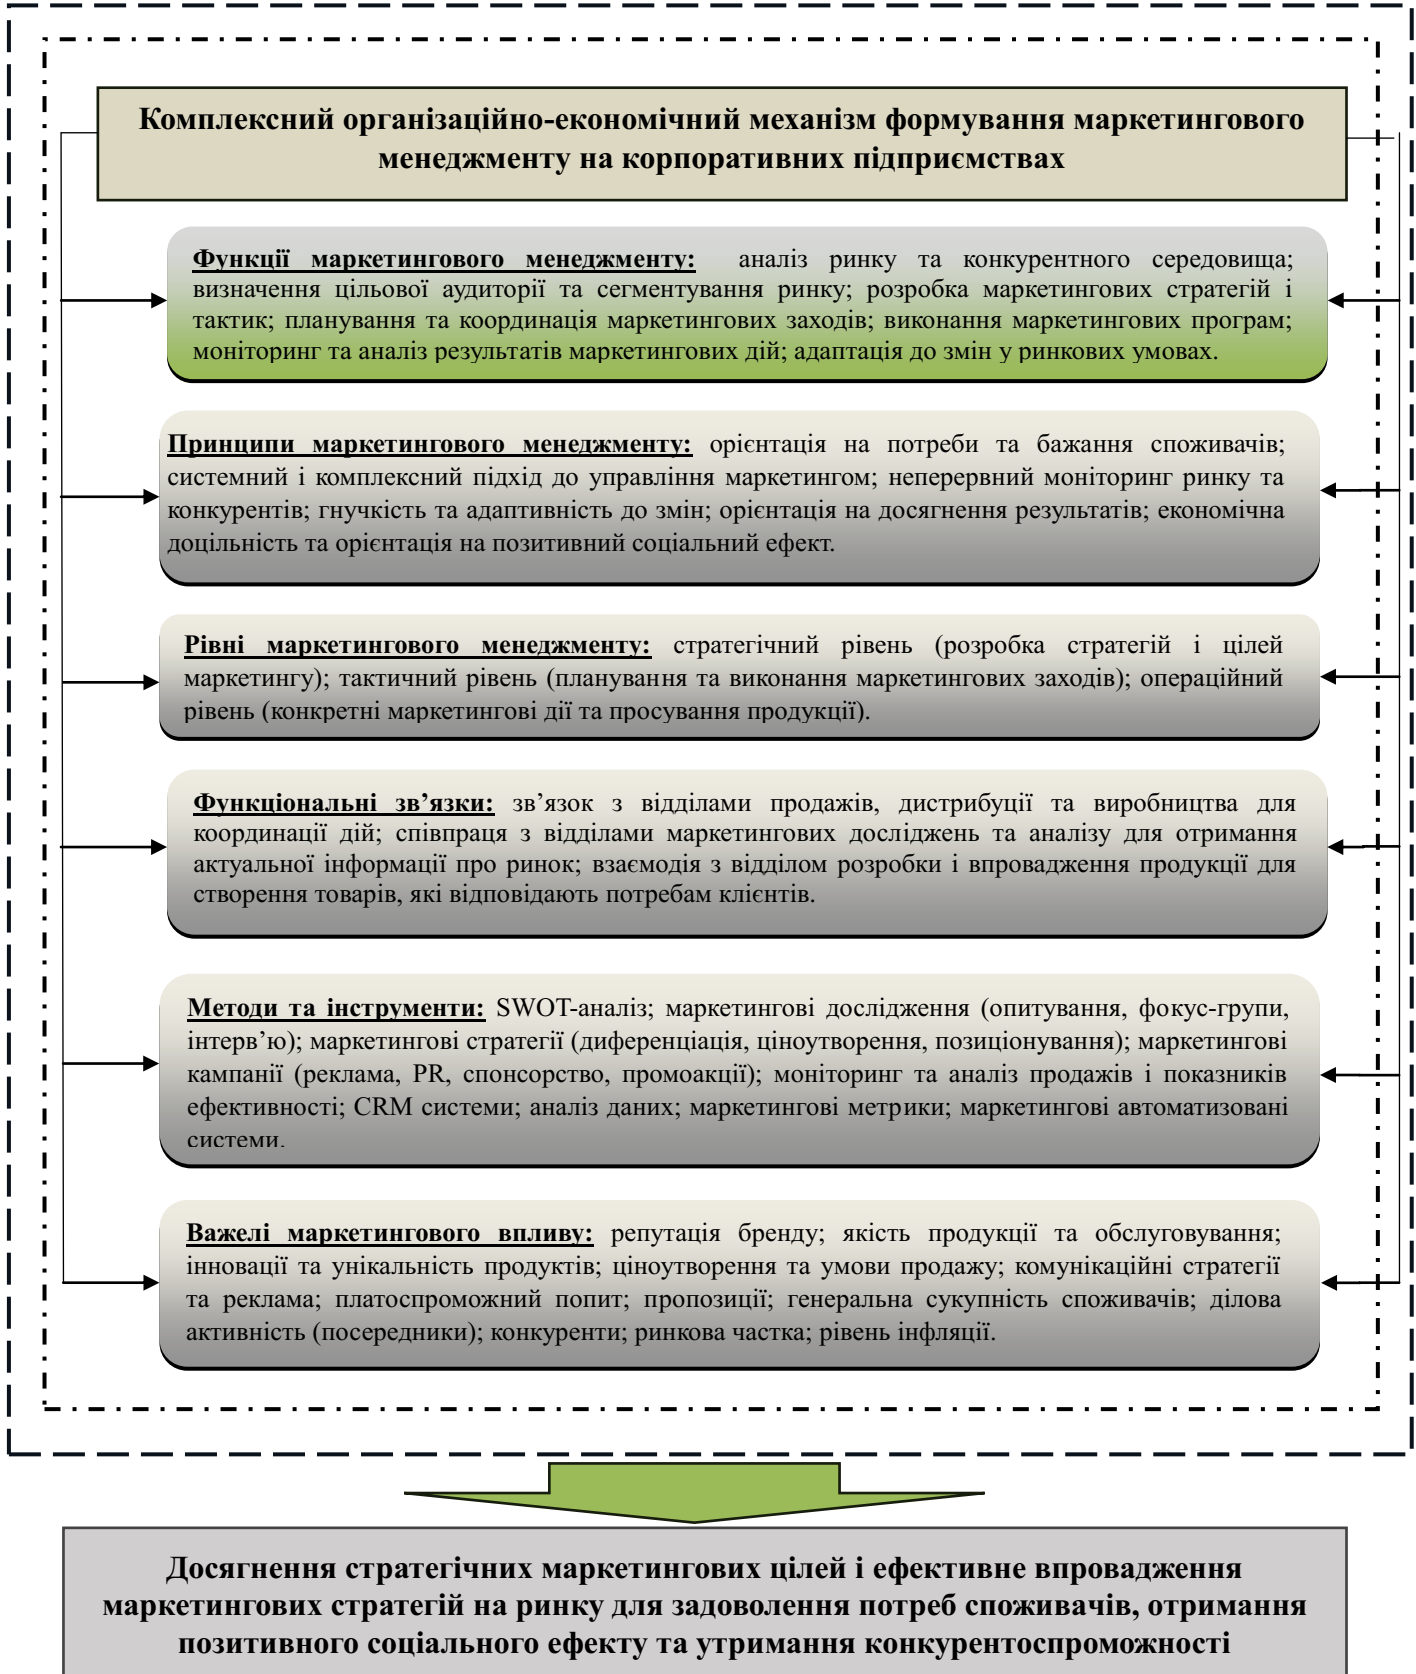 Комплексний організаційно-економічний механізм формування маркетингового
менеджменту на корпоративних підприємствах
Функції маркетингового менеджменту: аналіз ринку та конкурентного середовища;
визначення цільової аудиторії та сегментування ринку; розробка маркетингових стратегій і
тактик; планування та координація маркетингових заходів; виконання маркетингових програм;
моніторинг та аналіз результатів маркетингових дій; адаптація до змін у ринкових умовах.
Принципи маркетингового менеджменту: орієнтація на потреби та бажання споживачів;
системний і комплексний підхід до управління маркетингом; неперервний моніторинг ринку та
конкурентів; гнучкість та адаптивність до змін; орієнтація на досягнення результатів; економічна
доцільність та орієнтація на позитивний соціальний ефект.
Рівні маркетингового менеджменту: стратегічний рівень (розробка стратегій і цілей
маркетингу); тактичний рівень (планування та виконання маркетингових заходів); операційний
рівень (конкретні маркетингові дії та просування продукції).
Функціональні зв’язки: зв’язок з відділами продажів, дистрибуції та виробництва для
координації дій; співпраця з відділами маркетингових досліджень та аналізу для отримання
актуальної інформації про ринок; взаємодія з відділом розробки і впровадження продукції для
створення товарів, які відповідають потребам клієнтів.
Методи та інструменти: SWOT-аналіз; маркетингові дослідження (опитування, фокус-групи,
інтерв’ю); маркетингові стратегії (диференціація, ціноутворення, позиціонування); маркетингові
кампанії (реклама, PR, спонсорство, промоакції); моніторинг та аналіз продажів і показників
ефективності; CRM системи; аналіз даних; маркетингові метрики; маркетингові автоматизовані
системи.
Важелі маркетингового впливу: репутація бренду; якість продукції та обслуговування;
інновації та унікальність продуктів; ціноутворення та умови продажу; комунікаційні стратегії
та реклама; платоспроможний попит; пропозиції; генеральна сукупність споживачів; ділова
активність (посередники); конкуренти; ринкова частка; рівень інфляції.
Досягнення стратегічних маркетингових цілей і ефективне впровадження
маркетингових стратегій на ринку для задоволення потреб споживачів, отримання
позитивного соціального ефекту та утримання конкурентоспроможності